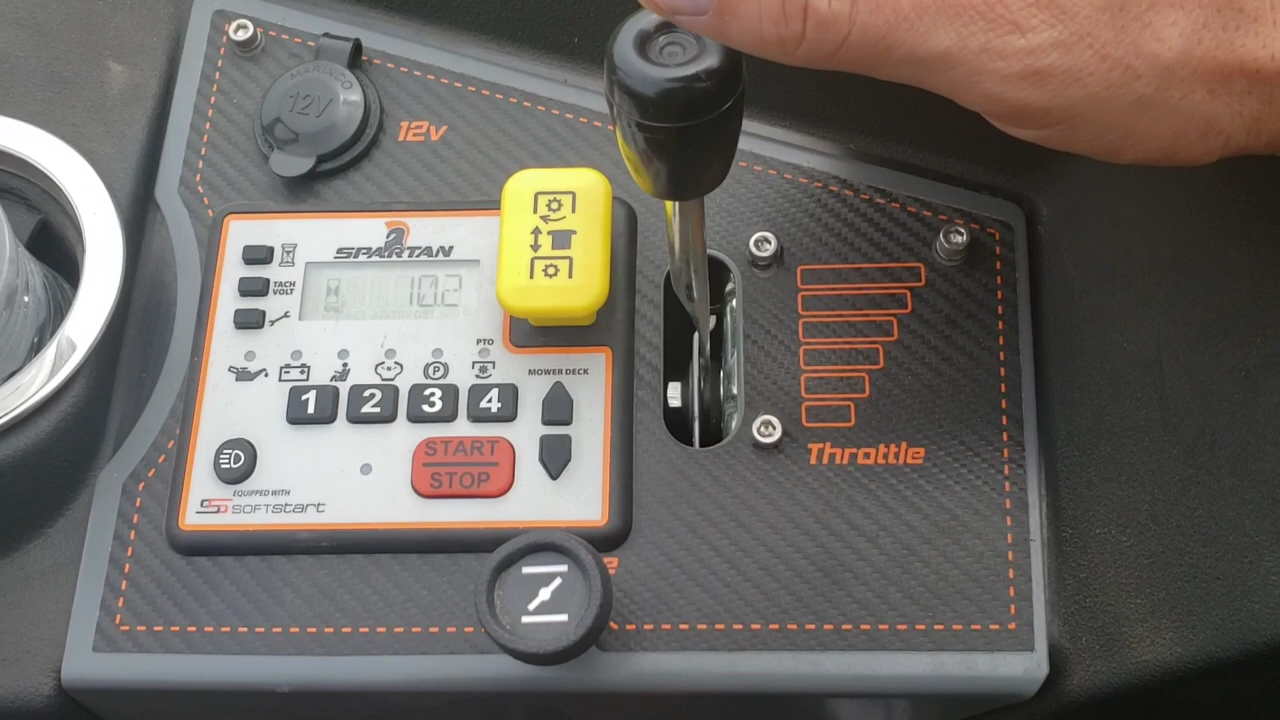 MARINCO
12V
12v
SPARTAN
TACH
VOLT
10.2
PTO
N
P
MOWER DECK
1 2 3 4
START
STOP
EQUIPPED WITH
SOFTSTart
Throttle